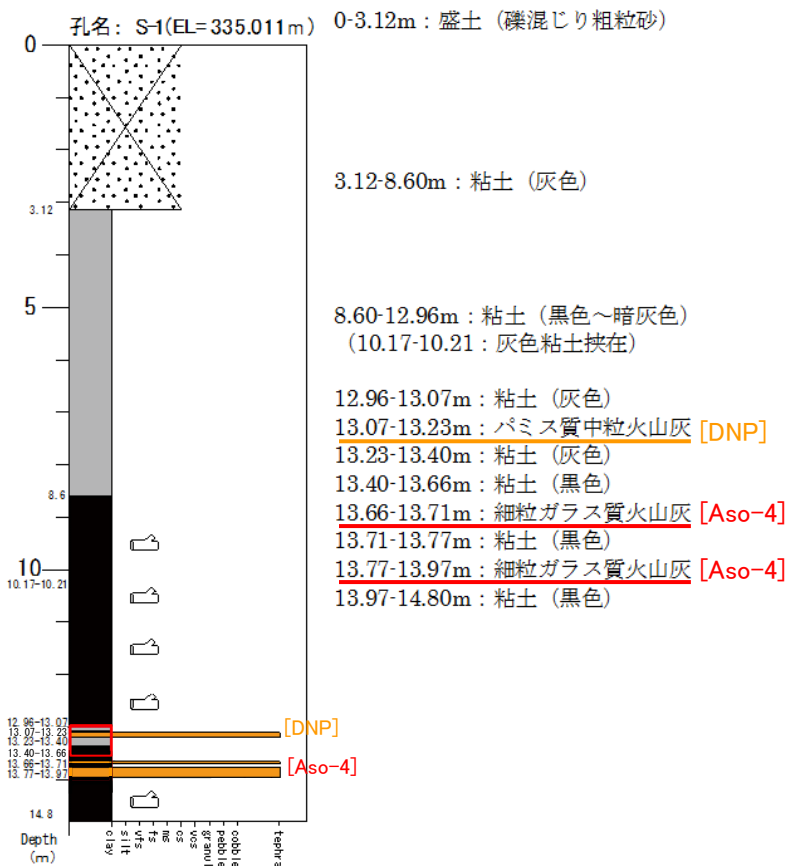 孔名: S-1(EL=335.011m)
0-3.12m:盛土(礫混じり粗粒砂)
3.12-8.60m:粘土(灰色)
8.60-12.96m:粘土(黒色~暗灰色)
(10.17-10.21:灰色粘土挟在)
12.96-13.07m:粘土(灰色)
13.07-13.23m:パミス質中粒火山灰 [DNP]
13.23-13.40m:粘土(灰色)
13.40-13.66m:粘土(黒色)
13.66-13.71m:細粒ガラス質火山灰 [Aso-4]
13.71-13.77m:粘土(黒色)
13.77-13.97m:細粒ガラス質火山灰 [Aso-4]
13.97-14.80m:粘土(黒色)
0
3.12
5
8.6
10
10.17-10.21
12.96-13.07
13.07-13.23
13.23-13.40
13.40-13.66
13.66-13.71
13.77-13.97
14.8
[DNP]
[Aso-4]
Depth
(m)
clay
silt
vfs
fs
ms
cs
vcs
granul
pebble
cobble
tephra